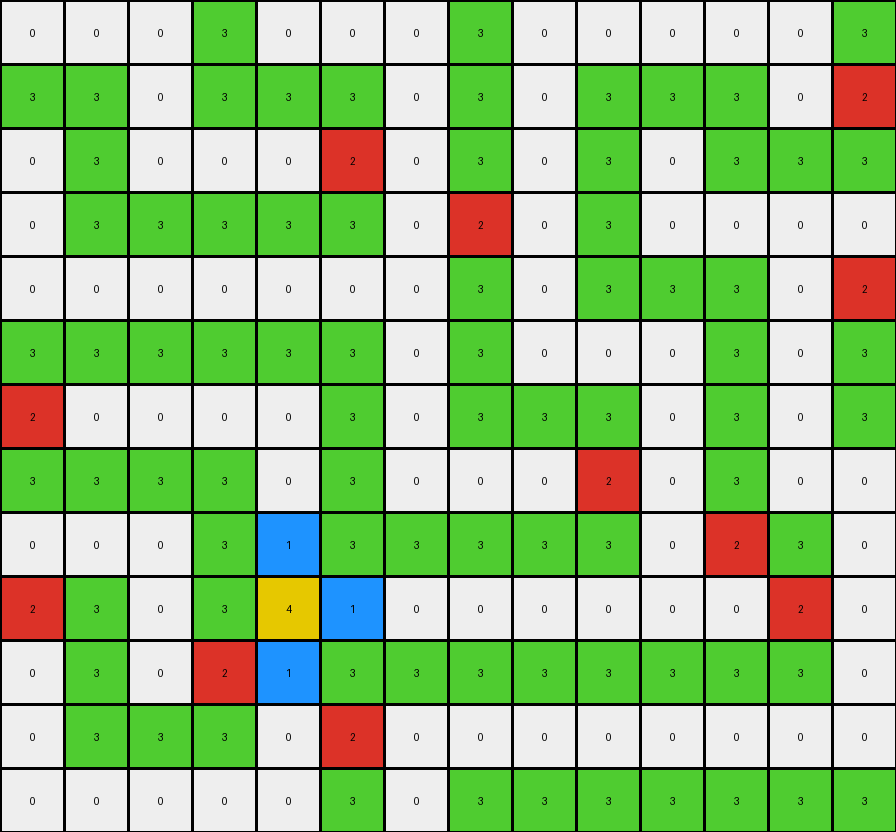 0 0 0 3 0 0 0 3 0 0 0 0 0 3
3 3 0 3 3 3 0 3 0 3 3 3 0 2
0 3 0 0 0 2 0 3 0 3 0 3 3 3
0 3 3 3 3 3 0 2 0 3 0 0 0 0
0 0 0 0 0 0 0 3 0 3 3 3 0 2
3 3 3 3 3 3 0 3 0 0 0 3 0 3
2 0 0 0 0 3 0 3 3 3 0 3 0 3
3 3 3 3 0 3 0 0 0 2 0 3 0 0
0 0 0 3 1 3 3 3 3 3 0 2 3 0
2 3 0 3 4 1 0 0 0 0 0 0 2 0
0 3 0 2 1 3 3 3 3 3 3 3 3 0
0 3 3 3 0 2 0 0 0 0 0 0 0 0
0 0 0 0 0 3 0 3 3 3 3 3 3 3